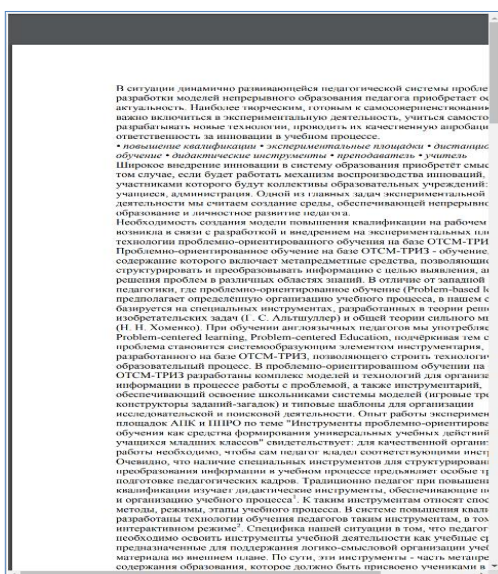 В ситуации динамично развивающейся педагогической системы пробле
разработки моделей непрерывного образования педагога приобретает ос
актуальность. Наиболее творческим, готовым к самосовершенствовани
важно включиться в экспериментальную деятельность, учиться самосто
разрабатывать новые технологии, проводить их качественную апробаци
ответственность за инновации в учебном процессе.
• повышение квалификации • экспериментальные площадки • дистанцио
обучение • дидактические инструменты • преподаватель • учитель
Широкое внедрение инновации в систему образования приобретёт смыс
том случае, если будет работать механизм воспроизводства инноваций,
участниками которого будут коллективы образовательных учреждений:
учащиеся, администрация. Одной из главных задач экспериментальной
деятельности мы считаем создание среды, обеспечивающей непрерывно
образование и личностное развитие педагога.
Необходимость создания модели повышения квалификации на рабочем
возникла в связи с разработкой и внедрением на экспериментальных пло
технологии проблемно-ориентированного обучения на базе ОТСМ-ТРИ
Проблемно-ориентированное обучение на базе ОТСМ-ТРИЗ - обучение,
содержание которого включает метапредметные средства, позволяющие
структурировать и преобразовывать информацию с целью выявления, ан
решения проблем в различных областях знаний. В отличие от западной
педагогики, где проблемно-ориентированное обучение (Problem-based le
предполагает определённую организацию учебного процесса, в нашем с
базируется на специальных инструментах, разработанных в теории реше
изобретательских задач (Г. С. Альтшуллер) и общей теории сильного мы
(Н. Н. Хоменко). При обучении англоязычных педагогов мы употребляе
Problem-centered learning, Problem-centered Education, подчёркивая тем с
проблема становится системообразующим элементом инструментария,
разработанного на базе ОТСМ-ТРИЗ, позволяющего строить технологич
образовательный процесс. В проблемно-ориентированном обучении на
ОТСМ-ТРИЗ разработаны комплекс моделей и технологий для организа
информации в процессе работы с проблемой, а также инструментарий,
обеспечивающий освоение школьниками системы моделей (игровые тре
конструкторы заданий-загадок) и типовые шаблоны для организации
исследовательской и поисковой деятельности. Опыт работы эксперимен
площадок АПК и ППРО по теме "Инструменты проблемно-ориентирова
обучения как средства формирования универсальных учебных действий
учащихся младших классов" свидетельствует: для качественной организ
работы необходимо, чтобы сам педагог владел соответствующими инстр
Очевидно, что наличие специальных инструментов для структурирован
преобразования информации в учебном процессе предъявляет особые тр
подготовке педагогических кадров. Традиционно педагог при повышени
квалификации изучает дидактические инструменты, обеспечивающие по
и организацию учебного процесса¹. К таким инструментам относят спос
методы, режимы, этапы учебного процесса. В системе повышения квали
разработаны технологии обучения педагогов таким инструментам, в том
интерактивном режиме². Специфика нашей ситуации в том, что педагог
необходимо освоить инструменты учебной деятельности как учебные ср
предназначенные для поддержания логико-смысловой организации учеб
материала во внешнем плане. По сути, эти инструменты - часть метапре
содержания образования, которое должно быть присвоено учениками в